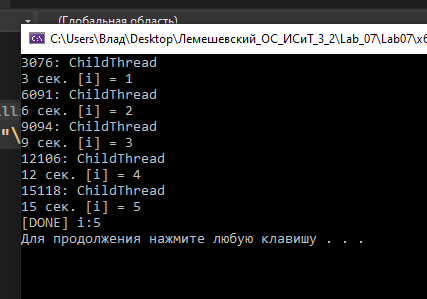 (Глобальная область)
C:\Users\Влад\Desktop\Лемешевский_ОС_ИСиТ_3_2\Lab_07\Lab07\x6
3076: ChildThread
3 сек. [i] = 1
6091: ChildThread
6 сек. [i] = 2
9094: ChildThread
9 сек. [i] = 3
12106: ChildThread
12 сек. [i] = 4
15118: ChildThread
15 сек. [i] = 5
[DONE] i:5
Для продолжения нажмите любую клавишу . . .